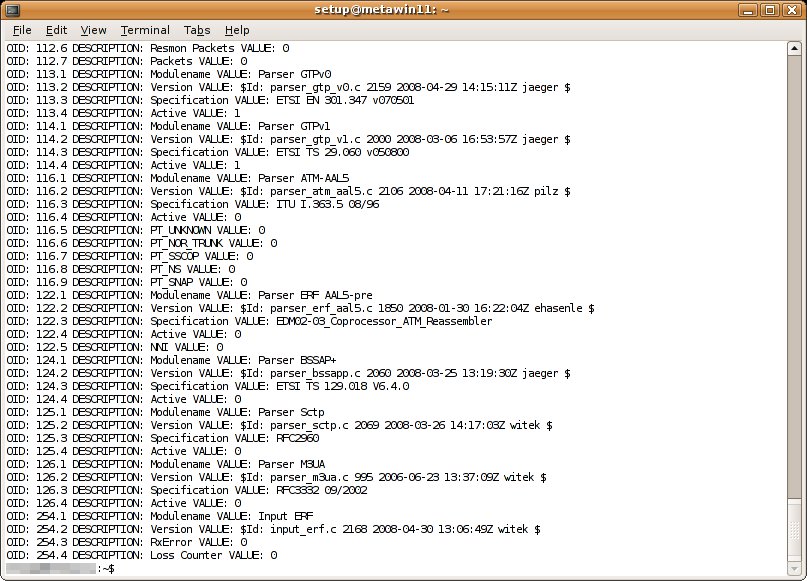 setup@metawin11: ~
File Edit View Terminal Tabs Help
OID: 112.6 DESCRIPTION: Resmon Packets VALUE: 0
OID: 112.7 DESCRIPTION: Packets VALUE: 0
OID: 113.1 DESCRIPTION: Modulename VALUE: Parser GTPv0
OID: 113.2 DESCRIPTION: Version VALUE: $Id: parser_gtp_v0.c 2159 2008-04-29 14:15:11Z jaeger $
OID: 113.3 DESCRIPTION: Specification VALUE: ETSI EN 301.347 v070501
OID: 113.4 DESCRIPTION: Active VALUE: 1
OID: 114.1 DESCRIPTION: Modulename VALUE: Parser GTPv1
OID: 114.2 DESCRIPTION: Version VALUE: $Id: parser_gtp_v1.c 2000 2008-03-06 16:53:57Z jaeger $
OID: 114.3 DESCRIPTION: Specification VALUE: ETSI TS 29.060 v050800
OID: 114.4 DESCRIPTION: Active VALUE: 1
OID: 116.1 DESCRIPTION: Modulename VALUE: Parser ATM-AAL5
OID: 116.2 DESCRIPTION: Version VALUE: $Id: parser_atm_aal5.c 2106 2008-04-11 17:21:16Z pilz $
OID: 116.3 DESCRIPTION: Specification VALUE: ITU I.363.5 08/96
OID: 116.4 DESCRIPTION: Active VALUE: 0
OID: 116.5 DESCRIPTION: PT_UNKNOWN VALUE: 0
OID: 116.6 DESCRIPTION: PT_NOR_TRUNK VALUE: 0
OID: 116.7 DESCRIPTION: PT_SSCOP VALUE: 0
OID: 116.8 DESCRIPTION: PT_NS VALUE: 0
OID: 116.9 DESCRIPTION: PT_SNAP VALUE: 0
OID: 122.1 DESCRIPTION: Modulename VALUE: Parser ERF AAL5-pre
OID: 122.2 DESCRIPTION: Version VALUE: $Id: parser_erf_aal5.c 1850 2008-01-30 16:22:04Z ehasenle $
OID: 122.3 DESCRIPTION: Specification VALUE: EDM02-03_Coprocessor_ATM_Reassembler
OID: 122.4 DESCRIPTION: Active VALUE: 0
OID: 122.5 DESCRIPTION: NNI VALUE: 0
OID: 124.1 DESCRIPTION: Modulename VALUE: Parser BSSAP+
OID: 124.2 DESCRIPTION: Version VALUE: $Id: parser_bssapp.c 2060 2008-03-25 13:19:30Z jaeger $
OID: 124.3 DESCRIPTION: Specification VALUE: ETSI TS 129.018 V6.4.0
OID: 124.4 DESCRIPTION: Active VALUE: 0
OID: 125.1 DESCRIPTION: Modulename VALUE: Parser Sctp
OID: 125.2 DESCRIPTION: Version VALUE: $Id: parser_sctp.c 2069 2008-03-26 14:17:03Z witek $
OID: 125.3 DESCRIPTION: Specification VALUE: RFC2960
OID: 125.4 DESCRIPTION: Active VALUE: 0
OID: 126.1 DESCRIPTION: Modulename VALUE: Parser M3UA
OID: 126.2 DESCRIPTION: Version VALUE: $Id: parser_m3ua.c 995 2006-06-23 13:37:09Z witek $
OID: 126.3 DESCRIPTION: Specification VALUE: RFC3332 09/2002
OID: 126.4 DESCRIPTION: Active VALUE: 0
OID: 254.1 DESCRIPTION: Modulename VALUE: Input ERF
OID: 254.2 DESCRIPTION: Version VALUE: $Id: input_erf.c 2168 2008-04-30 13:06:49Z witek $
OID: 254.3 DESCRIPTION: RxError VALUE: 0
OID: 254.4 DESCRIPTION: Loss Counter VALUE: 0
:~$